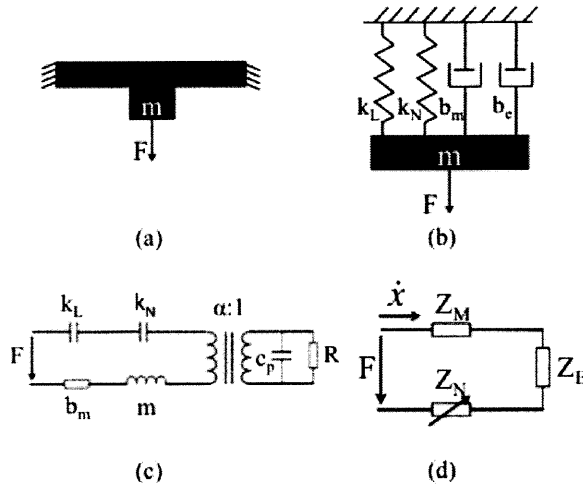 m
F
(a)
k_L k_N b_m b_e
m
F
(b)
k_L k_N α:1
F c_p R
b_m m
(c)
ẋ Z_M
F Z_N Z_E
(d)